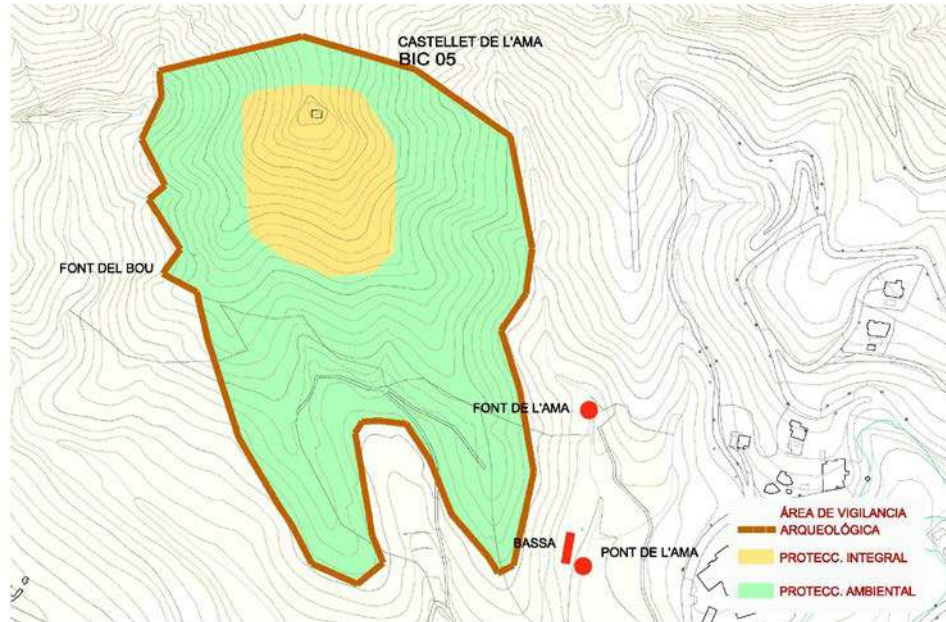 CASTELLET DE L'AMA
BIC 05
FONT DEL BOU
FONT DE L'AMA
BASSA
PONT DE L'AMA
ÁREA DE VIGILANCIA
ARQUEOLÓGICA
PROTECC. INTEGRAL
PROTECC. AMBIENTAL